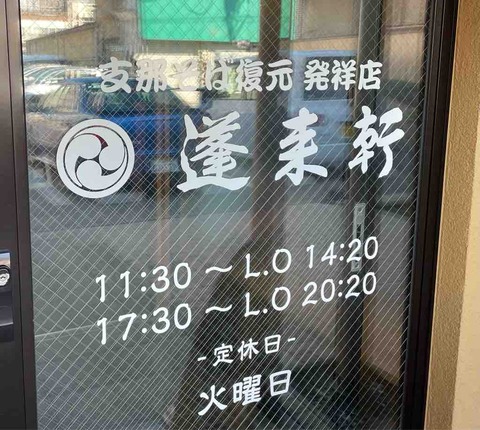 支那そば復元 発祥店
蓬来軒
11:30 ～ L.O 14:20
17:30 ～ L.O 20:20
-定休日-
火曜日